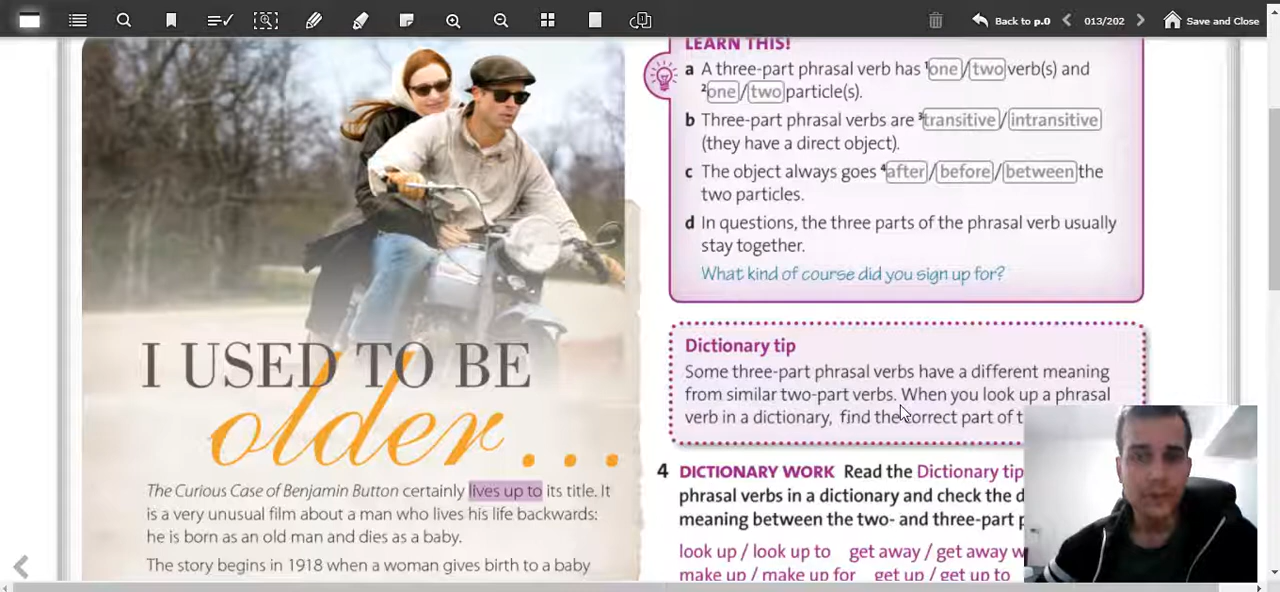 Back to p.0
013/202
Save and Close
LEARN THIS!
a A three-part phrasal verb has ¹one / two verb(s) and
²one / two particle(s).
b Three-part phrasal verbs are ³transitive / intransitive
(they have a direct object).
c The object always goes ⁴after / before / between the
two particles.
d In questions, the three parts of the phrasal verb usually
stay together.
What kind of course did you sign up for?
Dictionary tip
Some three-part phrasal verbs have a different meaning
from similar two-part verbs. When you look up a phrasal
verb in a dictionary, find the correct part of
4 DICTIONARY WORK Read the Dictionary tip
phrasal verbs in a dictionary and check the
meaning between the two- and three-part
look up / look up to get away / get away
make up / make up for get up / get up to
I USED TO BE
older...
The Curious Case of Benjamin Button certainly lives up to its title. It
is a very unusual film about a man who lives his life backwards:
he is born as an old man and dies as a baby.
The story begins in 1918 when a woman gives birth to a baby